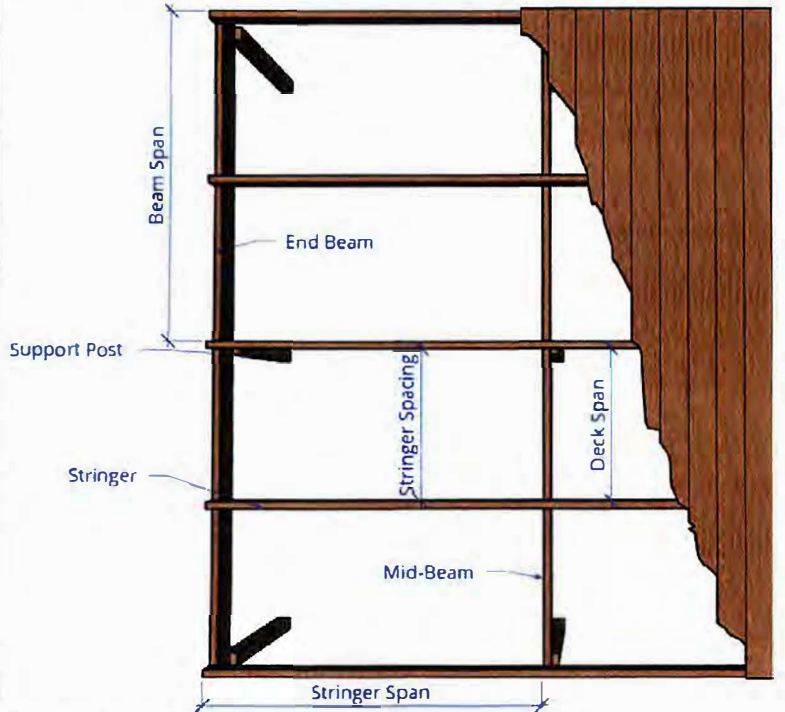 Beam Span
End Beam
Support Post
Stringer Spacing
Deck Span
Stringer
Mid-Beam
Stringer Span